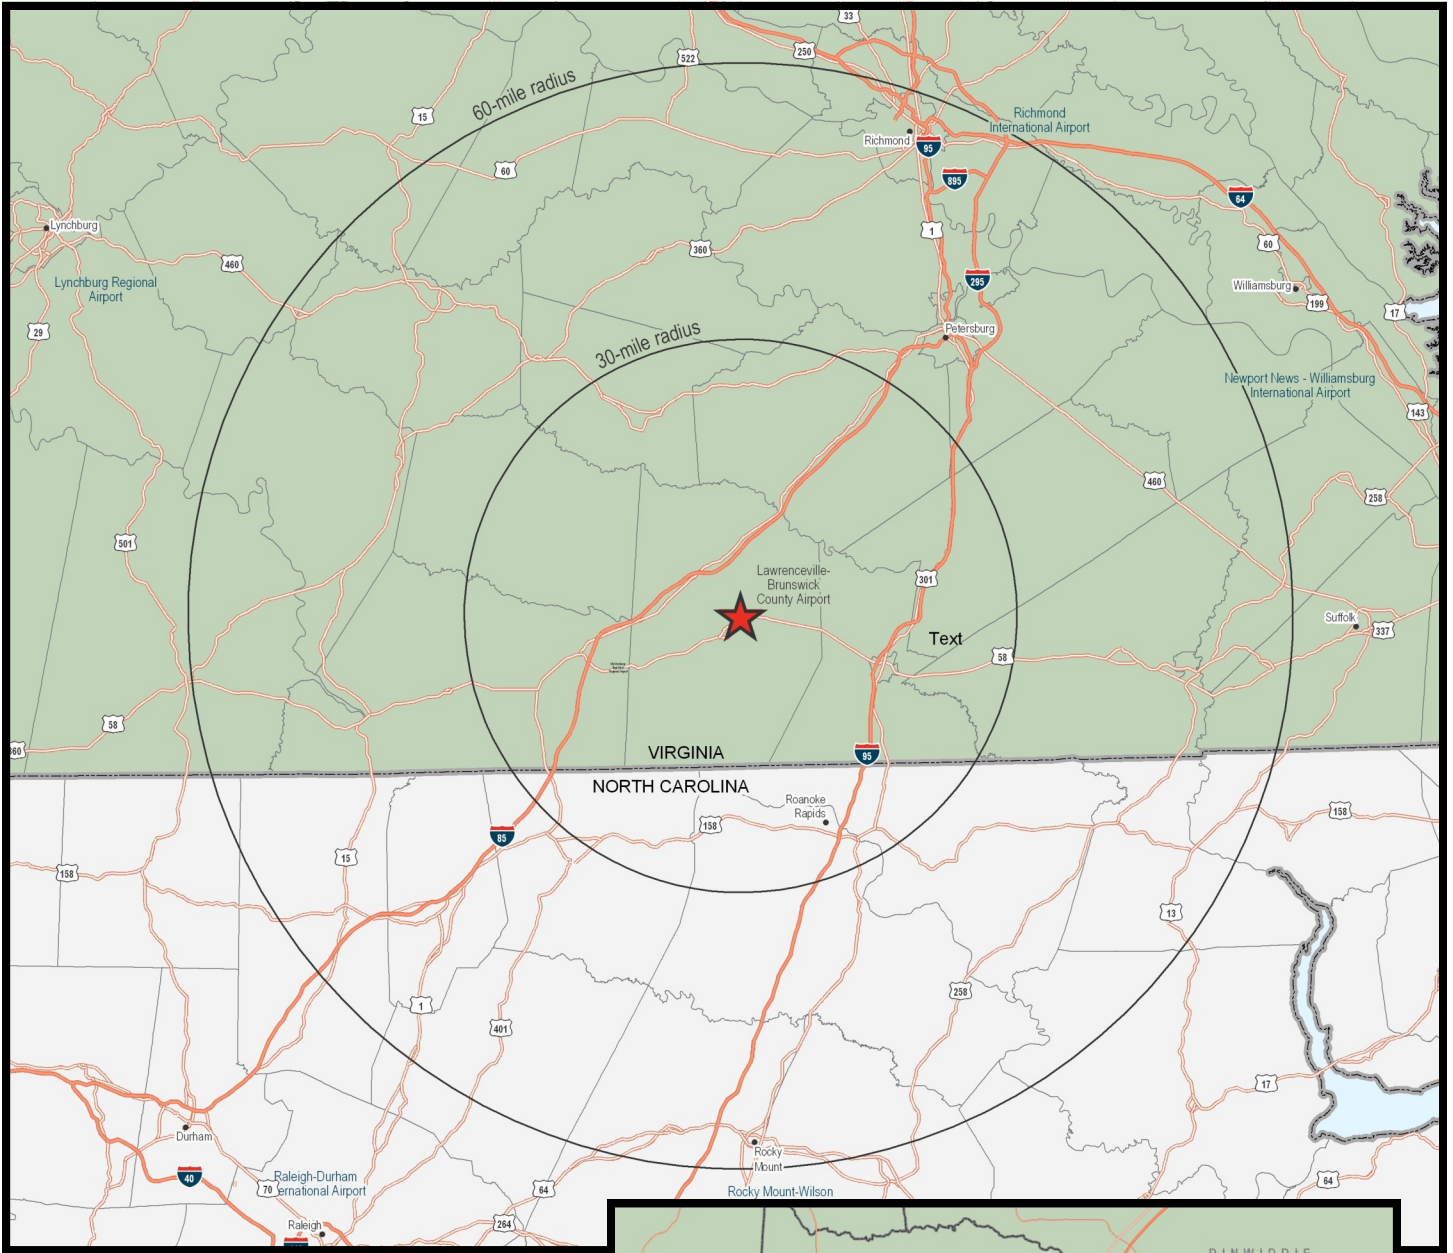 33
522
250
60-mile radius
15
Richmond
International Airport
Richmond
95
60
895
64
Lynchburg
1
60
360
460
295
Lynchburg Regional
Airport
Williamsburg
199
17
29
Petersburg
30-mile radius
Newport News - Williamsburg
International Airport
143
460
258
501
Lawrenceville-
Brunswick
County Airport
301
Suffolk
337
Text
58
58
VIRGINIA
95
NORTH CAROLINA
Roanoke
Rapids
158
158
85
15
158
13
258
1
401
17
Durham
Rocky
Mount
40
Raleigh-Durham
ernational Airport
70
64
Rocky Mount-Wilson
64
Raleigh
264
DINWIDDIE